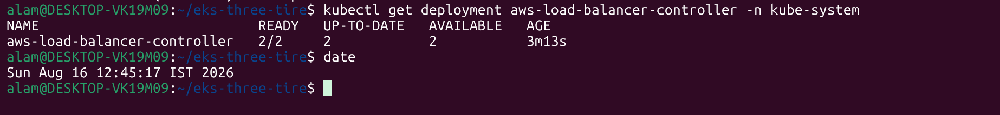 alam@DESKTOP-VK19M09:~/eks-three-tire$ kubectl get deployment aws-load-balancer-controller -n kube-system
NAME                           READY   UP-TO-DATE   AVAILABLE   AGE
aws-load-balancer-controller   2/2     2            2           3m13s
alam@DESKTOP-VK19M09:~/eks-three-tire$ date
Sun Aug 16 12:45:17 IST 2026
alam@DESKTOP-VK19M09:~/eks-three-tire$